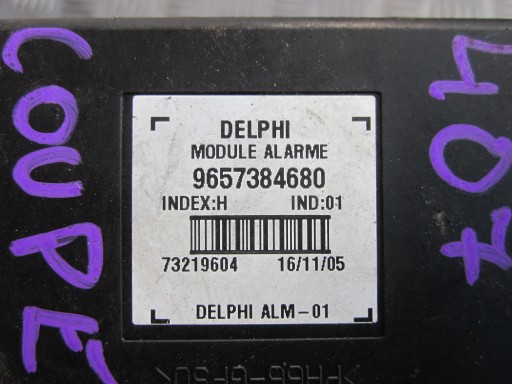 COUPÉ
DELPHI
MODULE ALARME
9657384680
INDEX:H IND:01
73219604 16/11/05
DELPHI ALM-01
407